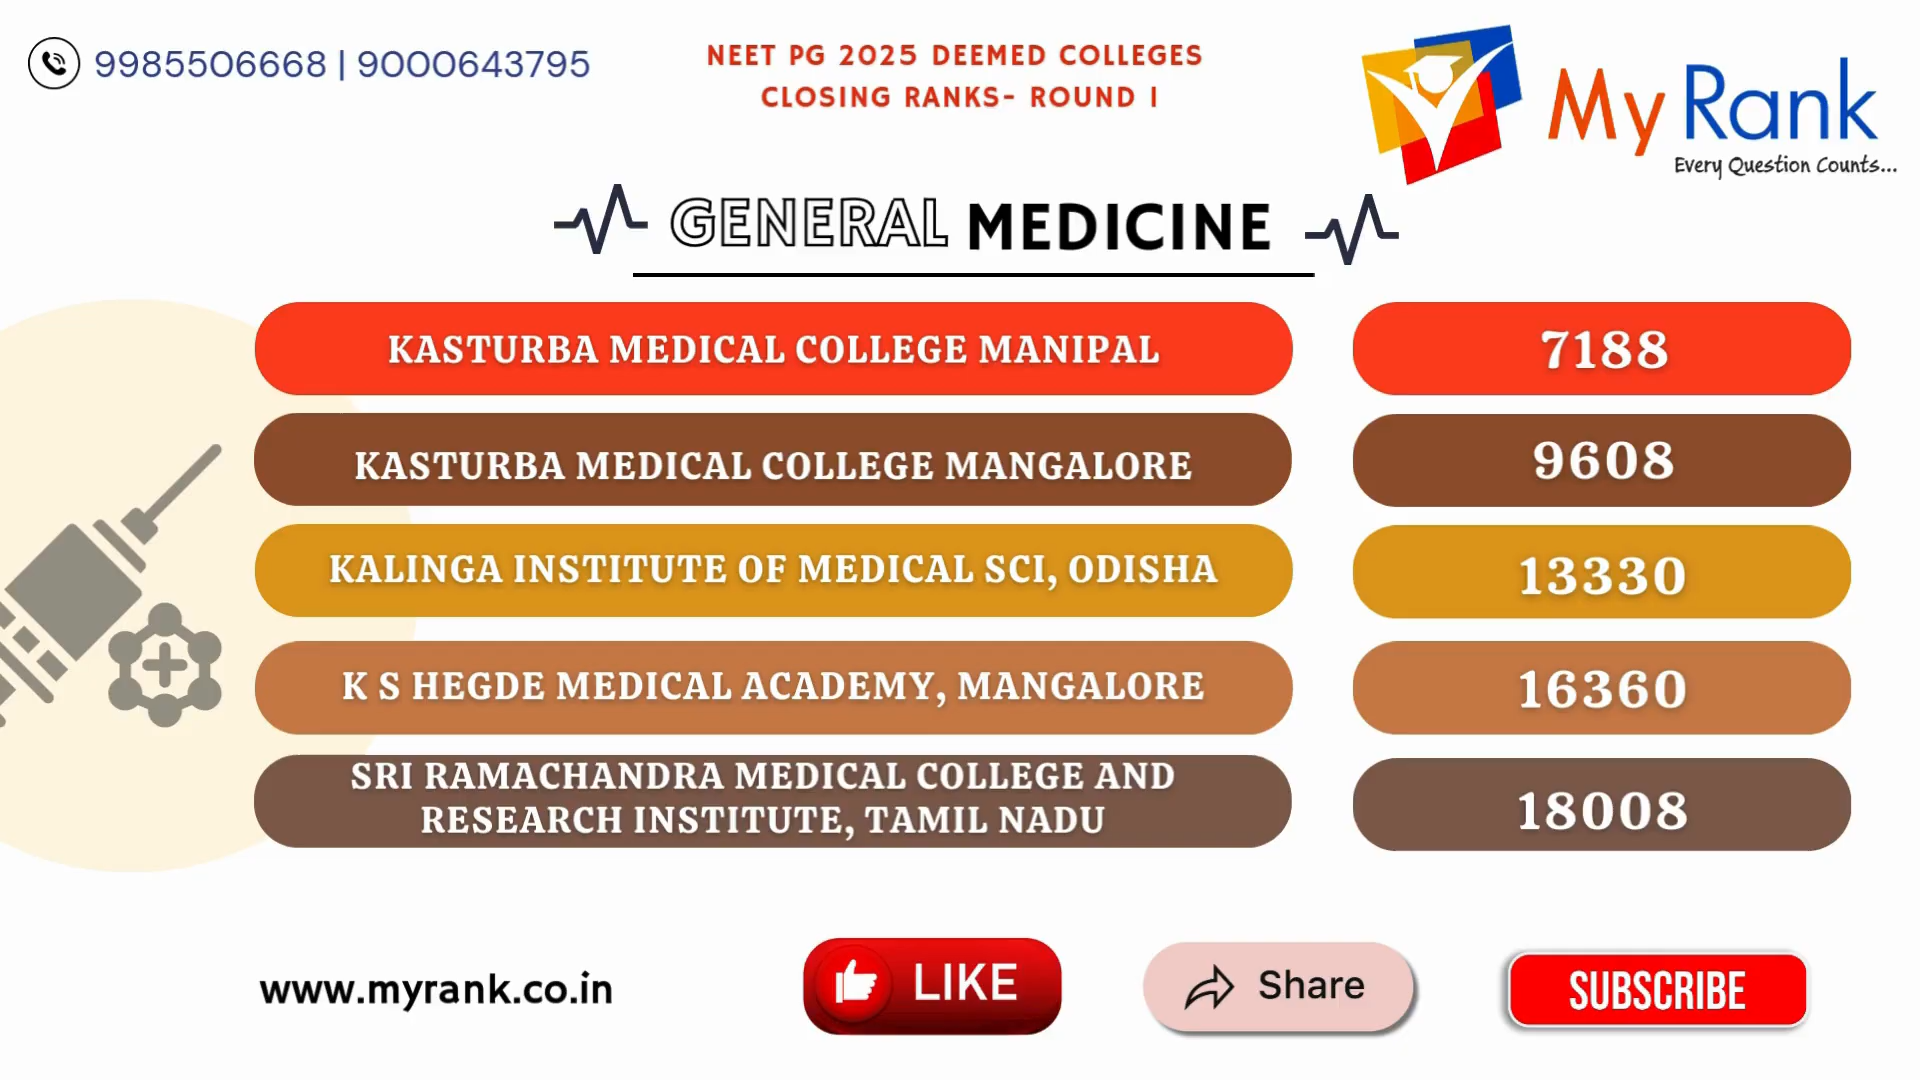 9985506668 | 9000643795
NEET PG 2025 DEEMED COLLEGES
CLOSING RANKS- ROUND 1
My Rank
Every Question Counts...
GENERAL MEDICINE
KASTURBA MEDICAL COLLEGE MANIPAL 7188
KASTURBA MEDICAL COLLEGE MANGALORE 9608
KALINGA INSTITUTE OF MEDICAL SCI, ODISHA 13330
K S HEGDE MEDICAL ACADEMY, MANGALORE 16360
SRI RAMACHANDRA MEDICAL COLLEGE AND
RESEARCH INSTITUTE, TAMIL NADU 18008
www.myrank.co.in LIKE Share SUBSCRIBE